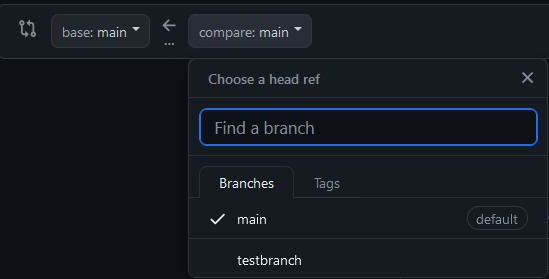 base: main
compare: main
...
Choose a head ref
Find a branch
Branches
Tags
main
default
testbranch